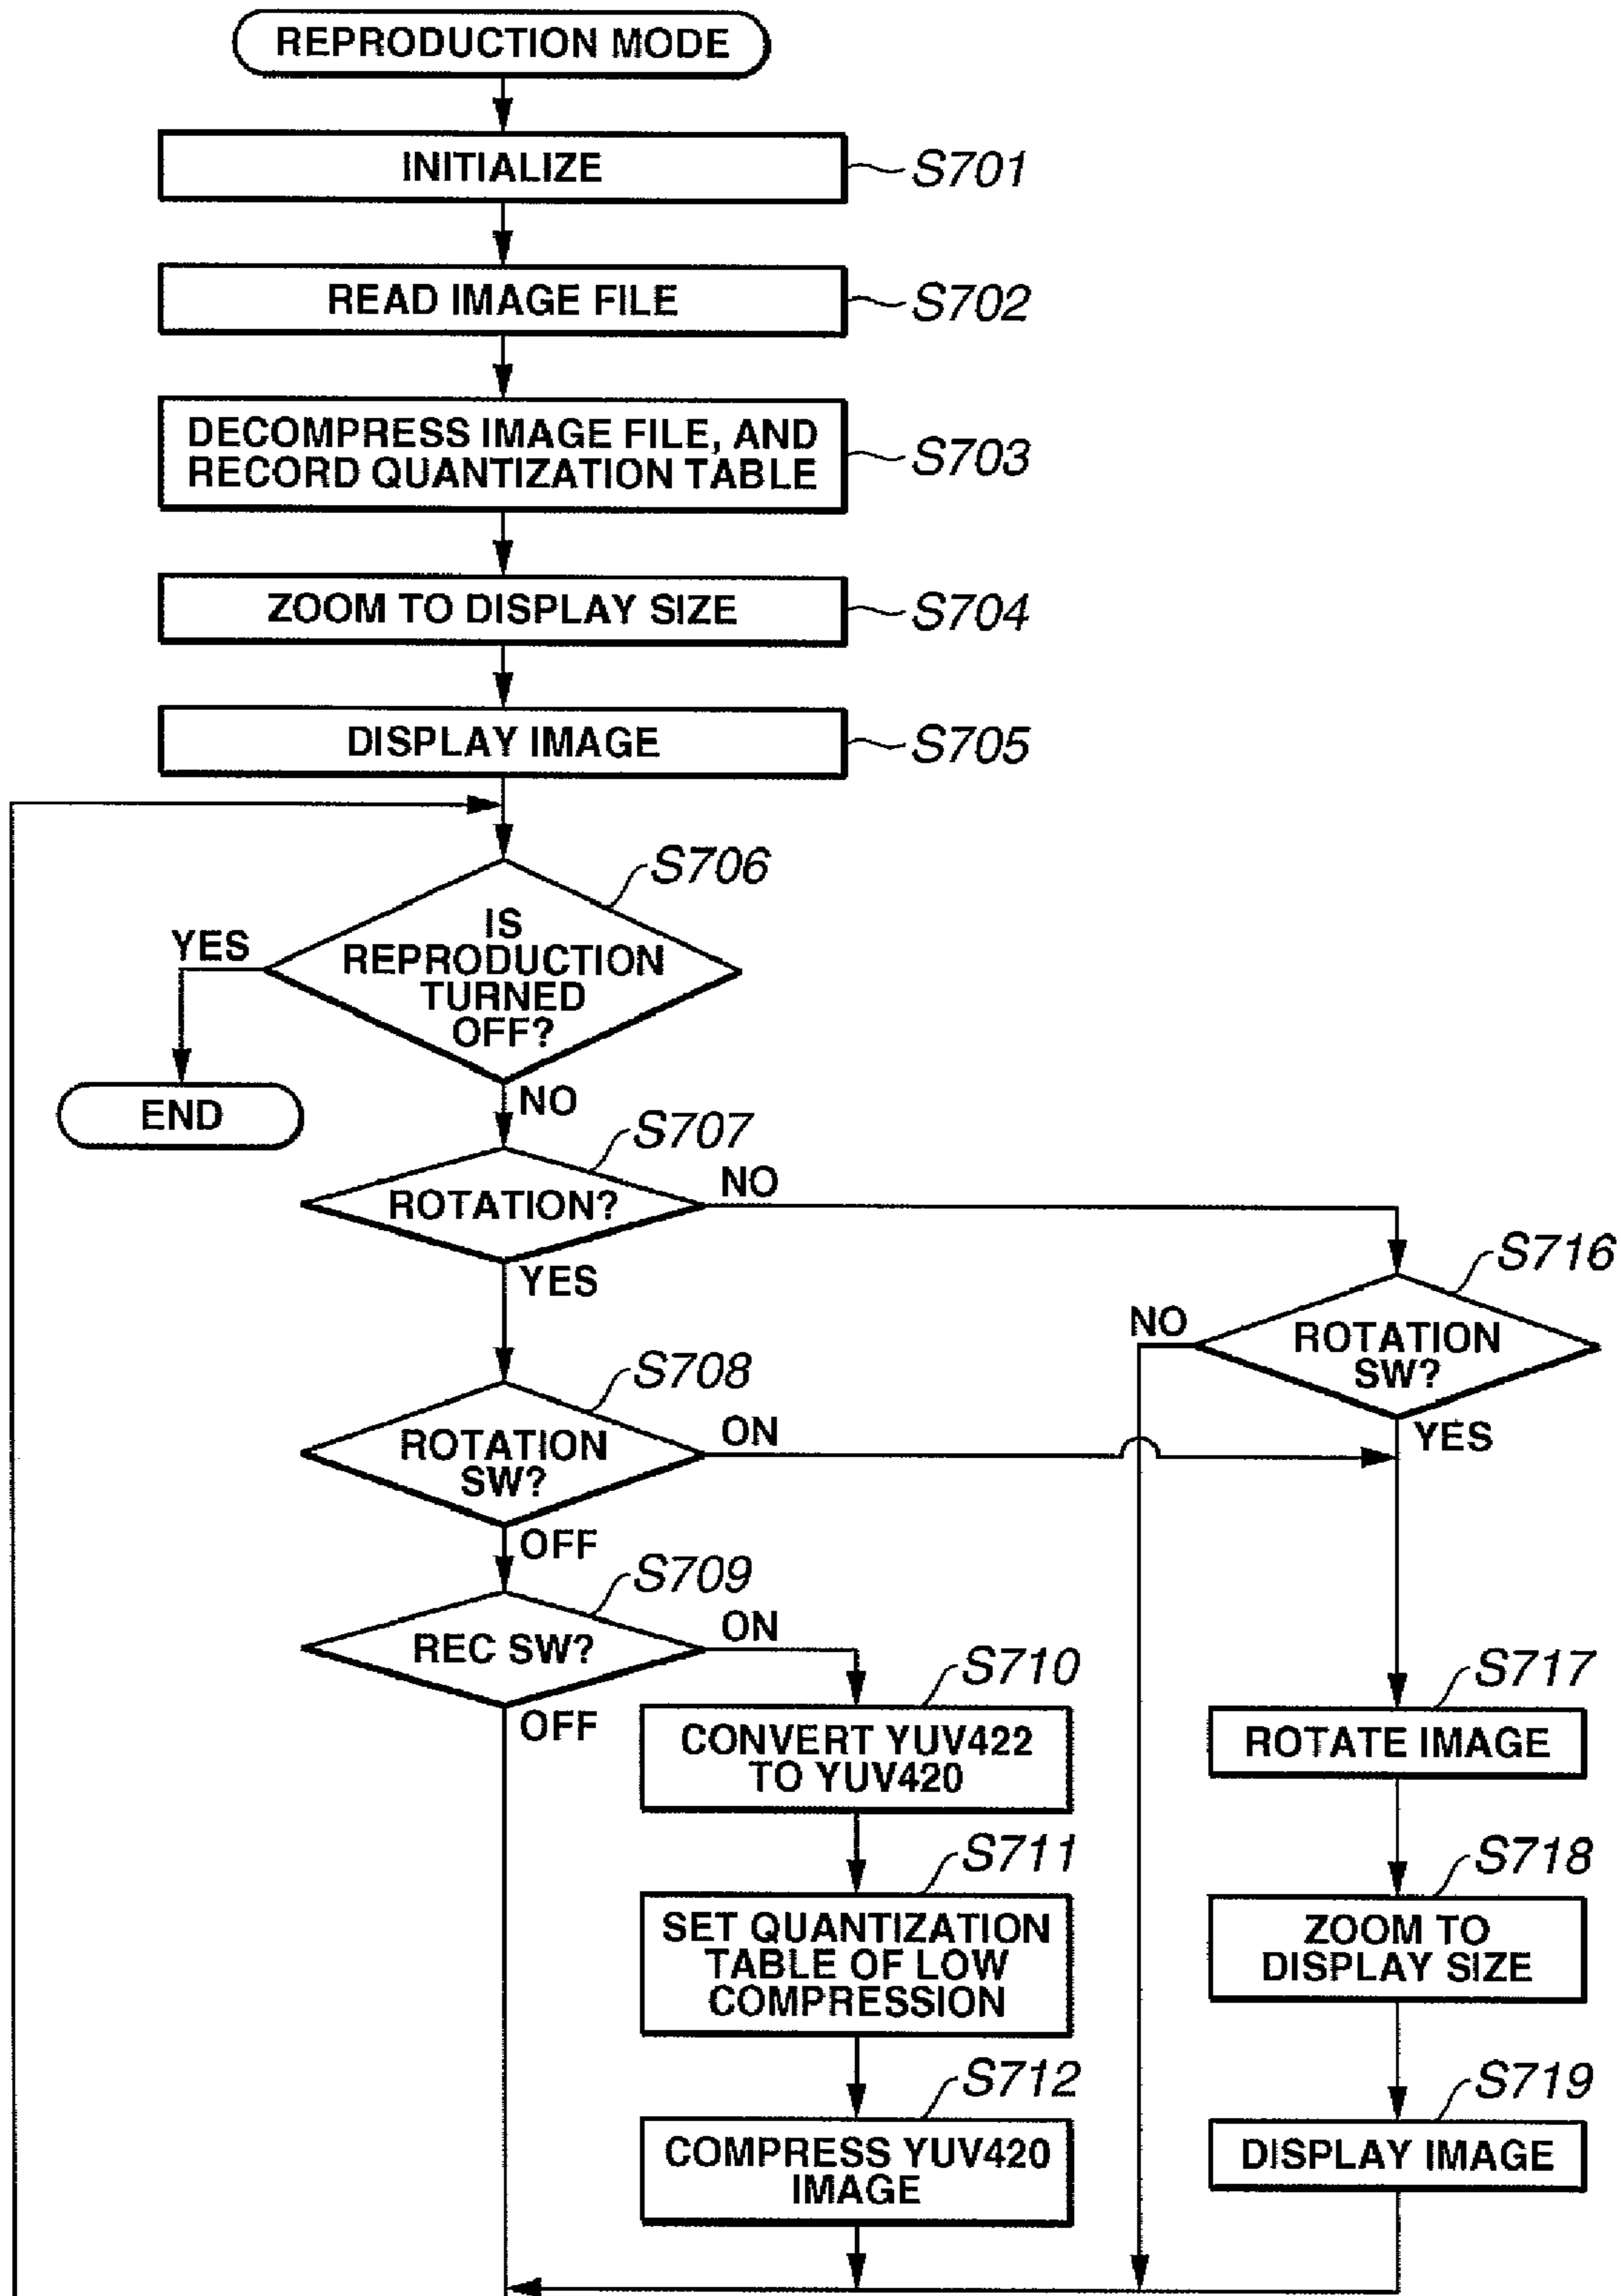 REPRODUCTION MODE
INITIALIZE
S701
READ IMAGE FILE
S702
DECOMPRESS IMAGE FILE, AND
RECORD QUANTIZATION TABLE
S703
ZOOM TO DISPLAY SIZE
S704
DISPLAY IMAGE
S705
S706
IS
REPRODUCTION
TURNED
OFF?
YES
END
NO
S707
ROTATION?
NO
YES
S716
ROTATION
SW?
NO
YES
S708
ROTATION
SW?
ON
OFF
S709
REC SW?
ON
OFF
S710
CONVERT YUV422
TO YUV420
S711
SET QUANTIZATION
TABLE OF LOW
COMPRESSION
S712
COMPRESS YUV420
IMAGE
S717
ROTATE IMAGE
S718
ZOOM TO
DISPLAY SIZE
S719
DISPLAY IMAGE